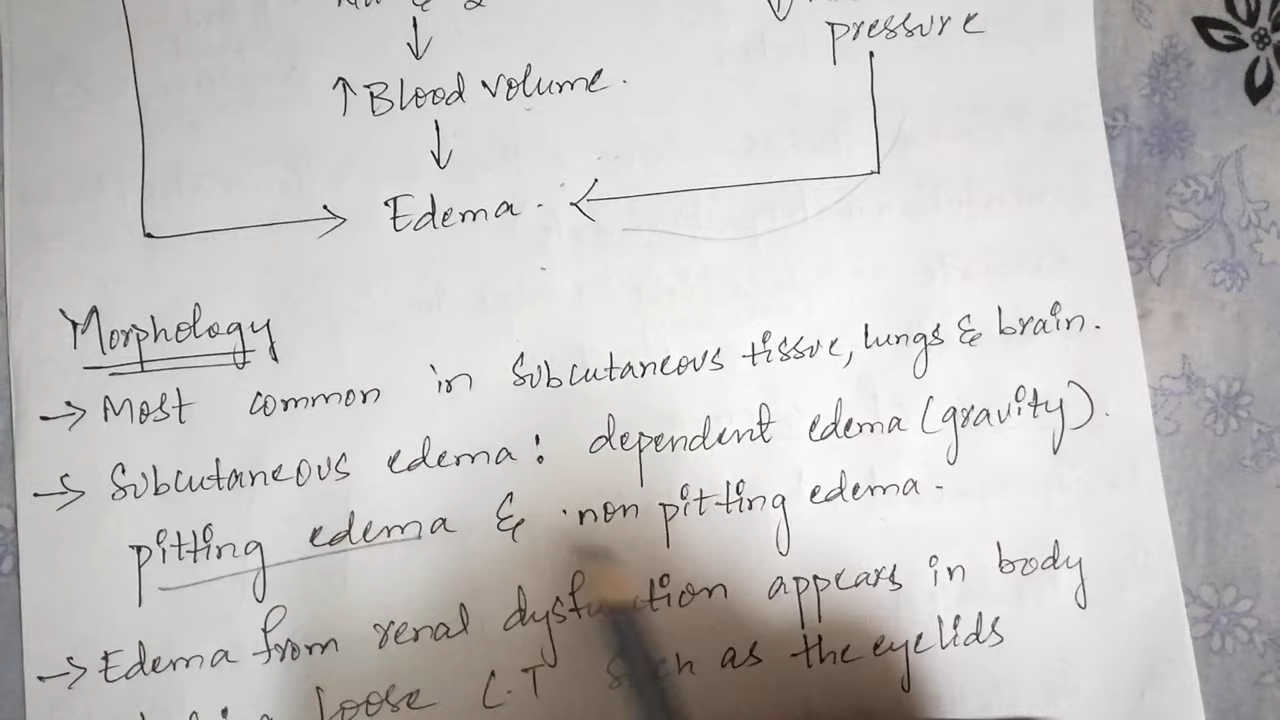 pressure
↑ Blood volume.
↓
Edema.
Morphology
→ Most common in subcutaneous tissue, lungs & brain.
→ Subcutaneous edema: dependent edema (gravity).
pitting edema & non pitting edema.
→ Edema from renal dysfunction appears in body
loose C.T such as the eyelids